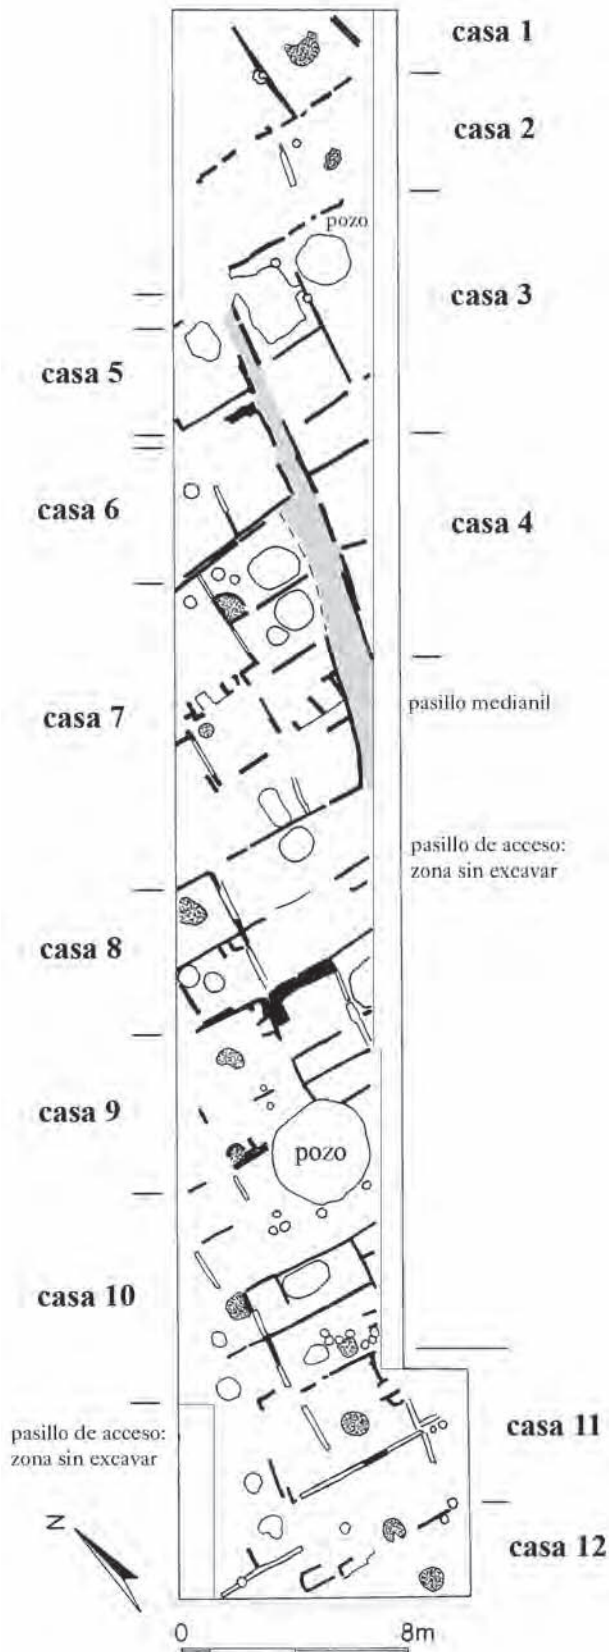 casa 1
casa 2
pozo
casa 3
casa 5
casa 6
casa 4
casa 7
pasillo medianil
pasillo de acceso:
zona sin excavar
casa 8
casa 9
pozo
casa 10
casa 11
pasillo de acceso:
zona sin excavar
N
casa 12
0 8m